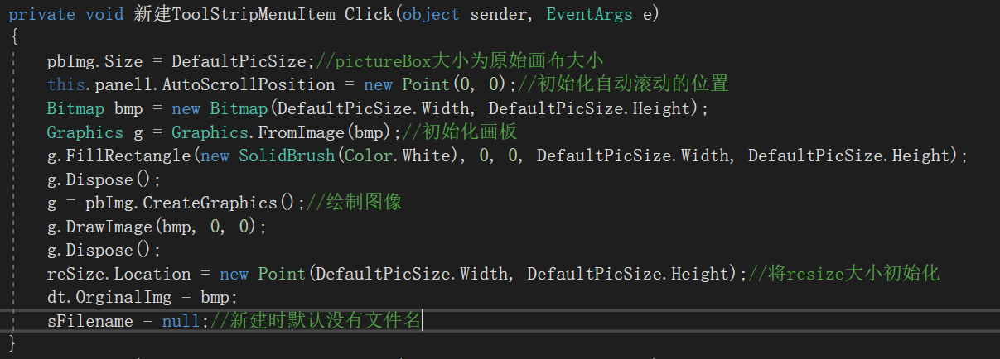 private void 新建ToolStripMenuItem_Click(object sender, EventArgs e)
{
pbImg.Size = DefaultPicSize;//pictureBox大小为原始画布大小
this.panel1.AutoScrollPosition = new Point(0, 0);//初始化自动滚动的位置
Bitmap bmp = new Bitmap(DefaultPicSize.Width, DefaultPicSize.Height);
Graphics g = Graphics.FromImage(bmp);//初始化画板
g.FillRectangle(new SolidBrush(Color.White), 0, 0, DefaultPicSize.Width, DefaultPicSize.Height);
g.Dispose();
g = pbImg.CreateGraphics();//绘制图像
g.DrawImage(bmp, 0, 0);
g.Dispose();
reSize.Location = new Point(DefaultPicSize.Width, DefaultPicSize.Height);//将resize大小初始化
dt.OrginalImg = bmp;
sFilename = null;//新建时默认没有文件名
}